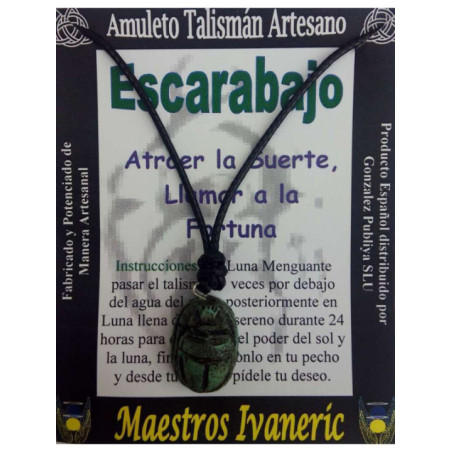 Amuleto Talismán Artesano
Escarabajo
Atraer la Suerte,
Llamar a la
Fortuna
Instrucciones Luna Menguante
pasar el talismán veces por debajo
del agua del posteriormente en
Luna llena sereno durante 24
horas para el poder del sol y
la luna, ponlo en tu pecho
y desde tu pídele tu deseo.
Fabricado y Potenciado de
Manera Artesanal
Producto Español distribuido por
Gonzalez Publiya SLU
Maestros Ivaneric